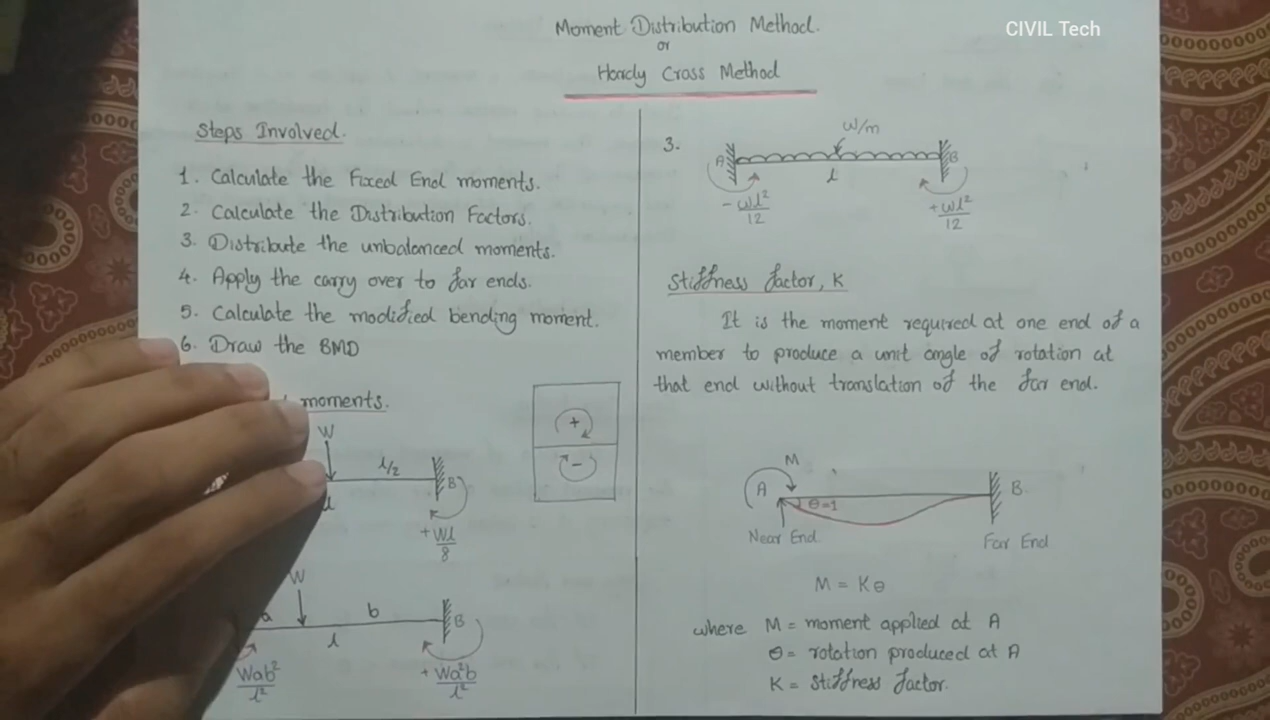 CIVIL Tech
Moment Distribution Method.
or
Hardy Cross Method
Steps Involved.
1. Calculate the Fixed End moments.
2. Calculate the Distribution Factors.
3. Distribute the unbalanced moments.
4. Apply the carry over to far ends.
5. Calculate the modified bending moment.
6. Draw the BMD
moments.
W
l/2
B
l
+Wl/8
+
-
W
a
b
B
l
Wab²/l²
+Wa²b/l²
3.
w/m
A
B
l
-wl²/12
+wl²/12
Stiffness factor, K
It is the moment required at one end of a
member to produce a unit angle of rotation at
that end without translation of the far end.
M
A
θ=1
B
Near End
Far End
M = Kθ
where M = moment applied at A
θ = rotation produced at A
K = Stiffness factor.